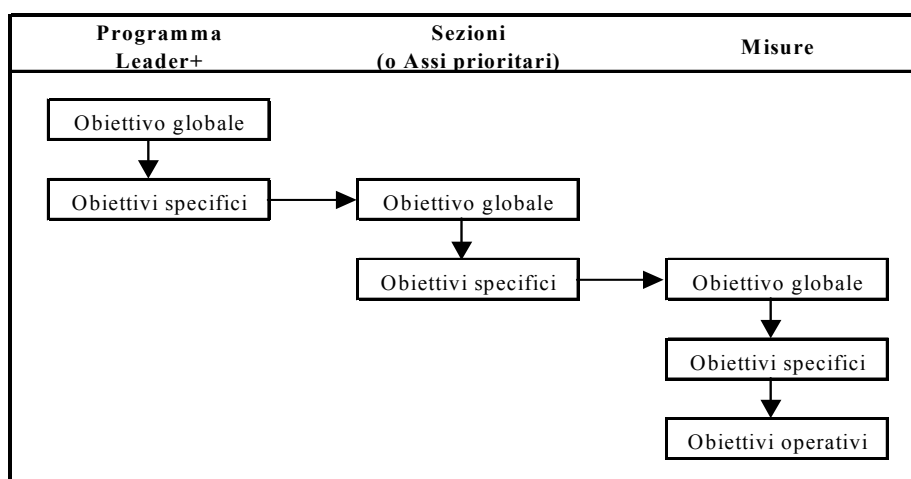 Programma
Leader+
Sezioni
(o Assi prioritari)
Misure
Obiettivo globale
Obiettivi specifici
Obiettivo globale
Obiettivi specifici
Obiettivo globale
Obiettivi specifici
Obiettivi operativi